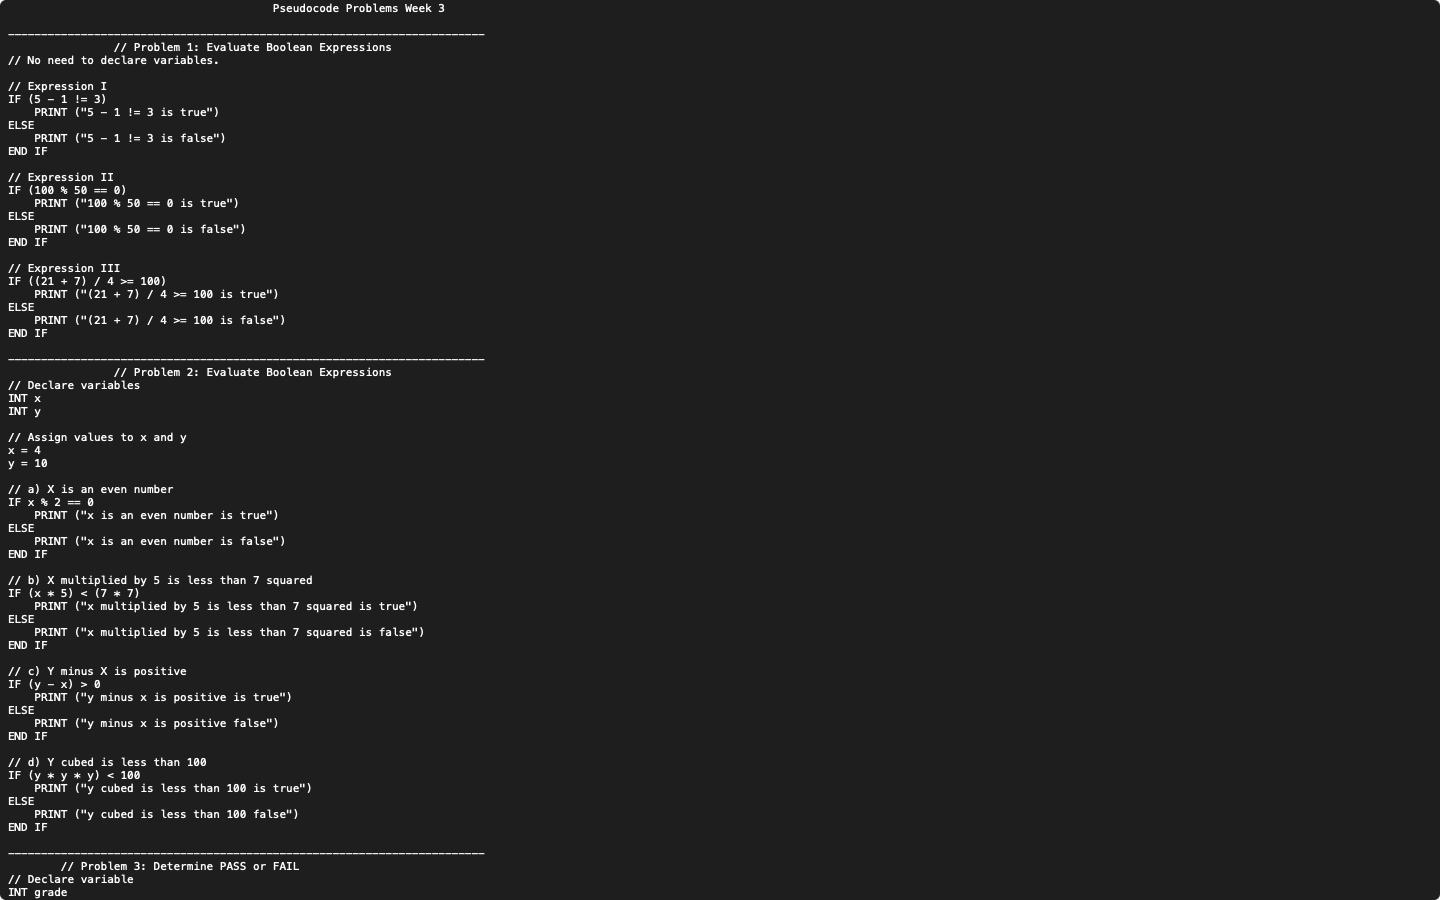 Pseudocode Problems Week 3
________________________________________________________________________
// Problem 1: Evaluate Boolean Expressions
// No need to declare variables.
// Expression I
IF (5 - 1 != 3)
    PRINT ("5 - 1 != 3 is true")
ELSE
    PRINT ("5 - 1 != 3 is false")
END IF
// Expression II
IF (100 % 50 == 0)
    PRINT ("100 % 50 == 0 is true")
ELSE
    PRINT ("100 % 50 == 0 is false")
END IF
// Expression III
IF ((21 + 7) / 4 >= 100)
    PRINT ("(21 + 7) / 4 >= 100 is true")
ELSE
    PRINT ("(21 + 7) / 4 >= 100 is false")
END IF
________________________________________________________________________
// Problem 2: Evaluate Boolean Expressions
// Declare variables
INT x
INT y
// Assign values to x and y
x = 4
y = 10
// a) X is an even number
IF x % 2 == 0
    PRINT ("x is an even number is true")
ELSE
    PRINT ("x is an even number is false")
END IF
// b) X multiplied by 5 is less than 7 squared
IF (x * 5) < (7 * 7)
    PRINT ("x multiplied by 5 is less than 7 squared is true")
ELSE
    PRINT ("x multiplied by 5 is less than 7 squared is false")
END IF
// c) Y minus X is positive
IF (y - x) > 0
    PRINT ("y minus x is positive is true")
ELSE
    PRINT ("y minus x is positive false")
END IF
// d) Y cubed is less than 100
IF (y * y * y) < 100
    PRINT ("y cubed is less than 100 is true")
ELSE
    PRINT ("y cubed is less than 100 false")
END IF
________________________________________________________________________
// Problem 3: Determine PASS or FAIL
// Declare variable
INT grade